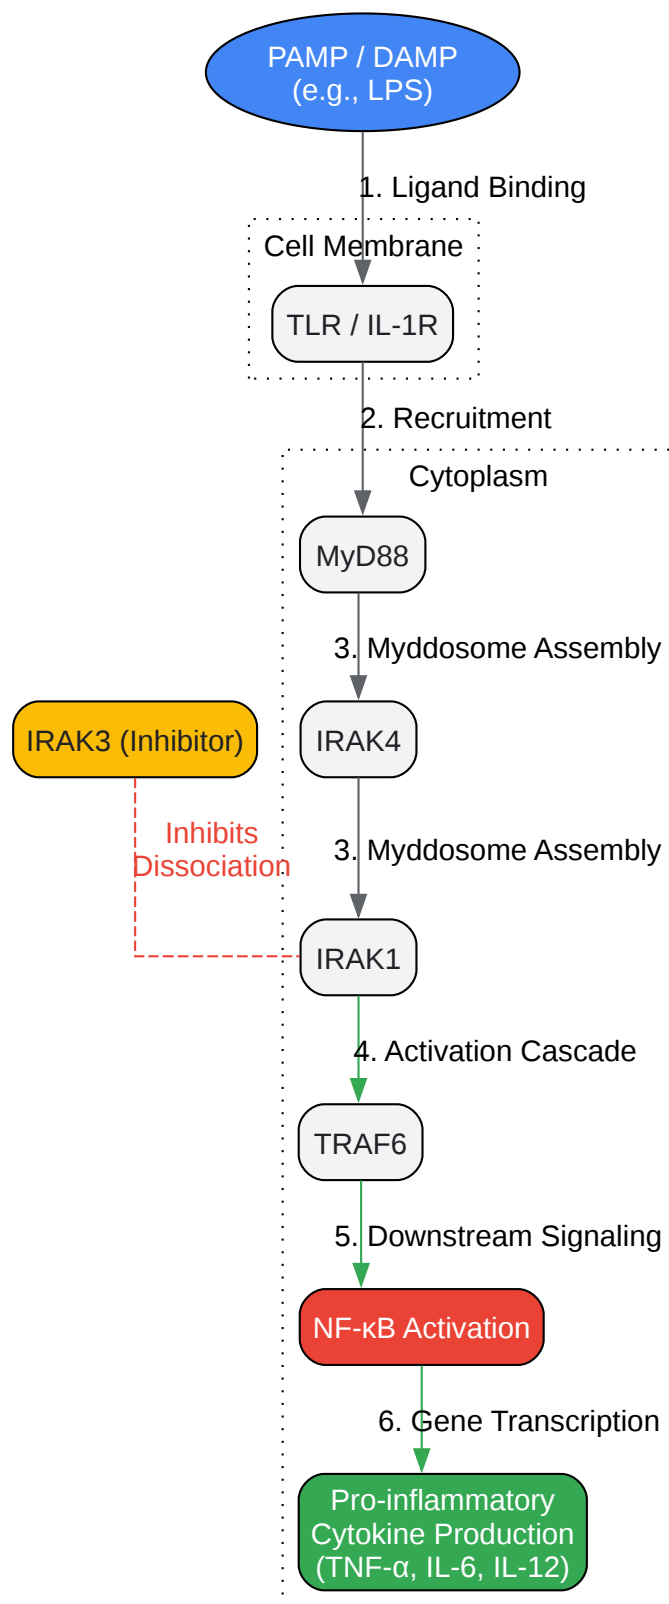 PAMP / DAMP
(e.g., LPS)
1. Ligand Binding
Cell Membrane
TLR / IL-1R
2. Recruitment
Cytoplasm
MyD88
3. Myddosome Assembly
IRAK3 (Inhibitor)
IRAK4
Inhibits
Dissociation
3. Myddosome Assembly
IRAK1
4. Activation Cascade
TRAF6
5. Downstream Signaling
NF-κB Activation
6. Gene Transcription
Pro-inflammatory
Cytokine Production
(TNF-α, IL-6, IL-12)